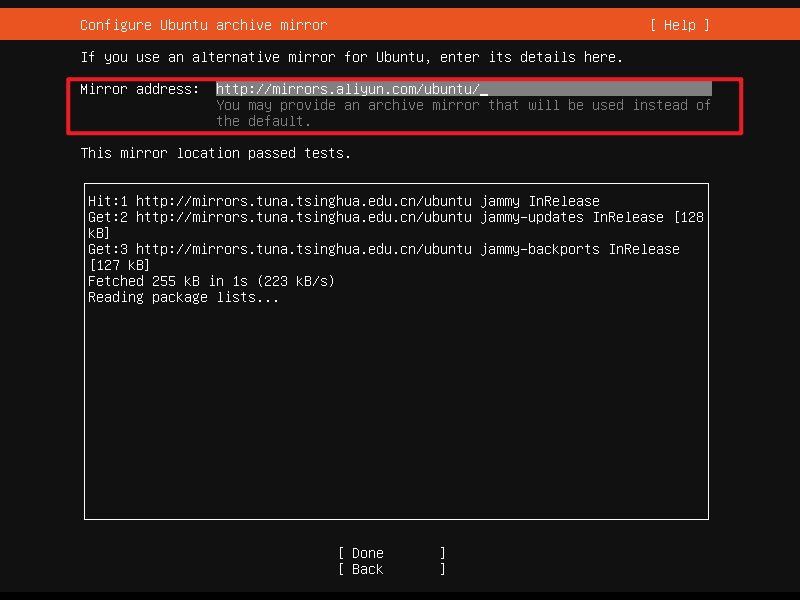 Configure Ubuntu archive mirror [ Help ]
If you use an alternative mirror for Ubuntu, enter its details here.
Mirror address: http://mirrors.aliyun.com/ubuntu/_
You may provide an archive mirror that will be used instead of
the default.
This mirror location passed tests.
Hit:1 http://mirrors.tuna.tsinghua.edu.cn/ubuntu jammy InRelease
Get:2 http://mirrors.tuna.tsinghua.edu.cn/ubuntu jammy-updates InRelease [128
kB]
Get:3 http://mirrors.tuna.tsinghua.edu.cn/ubuntu jammy-backports InRelease
[127 kB]
Fetched 255 kB in 1s (223 kB/s)
Reading package lists...
[ Done ]
[ Back ]